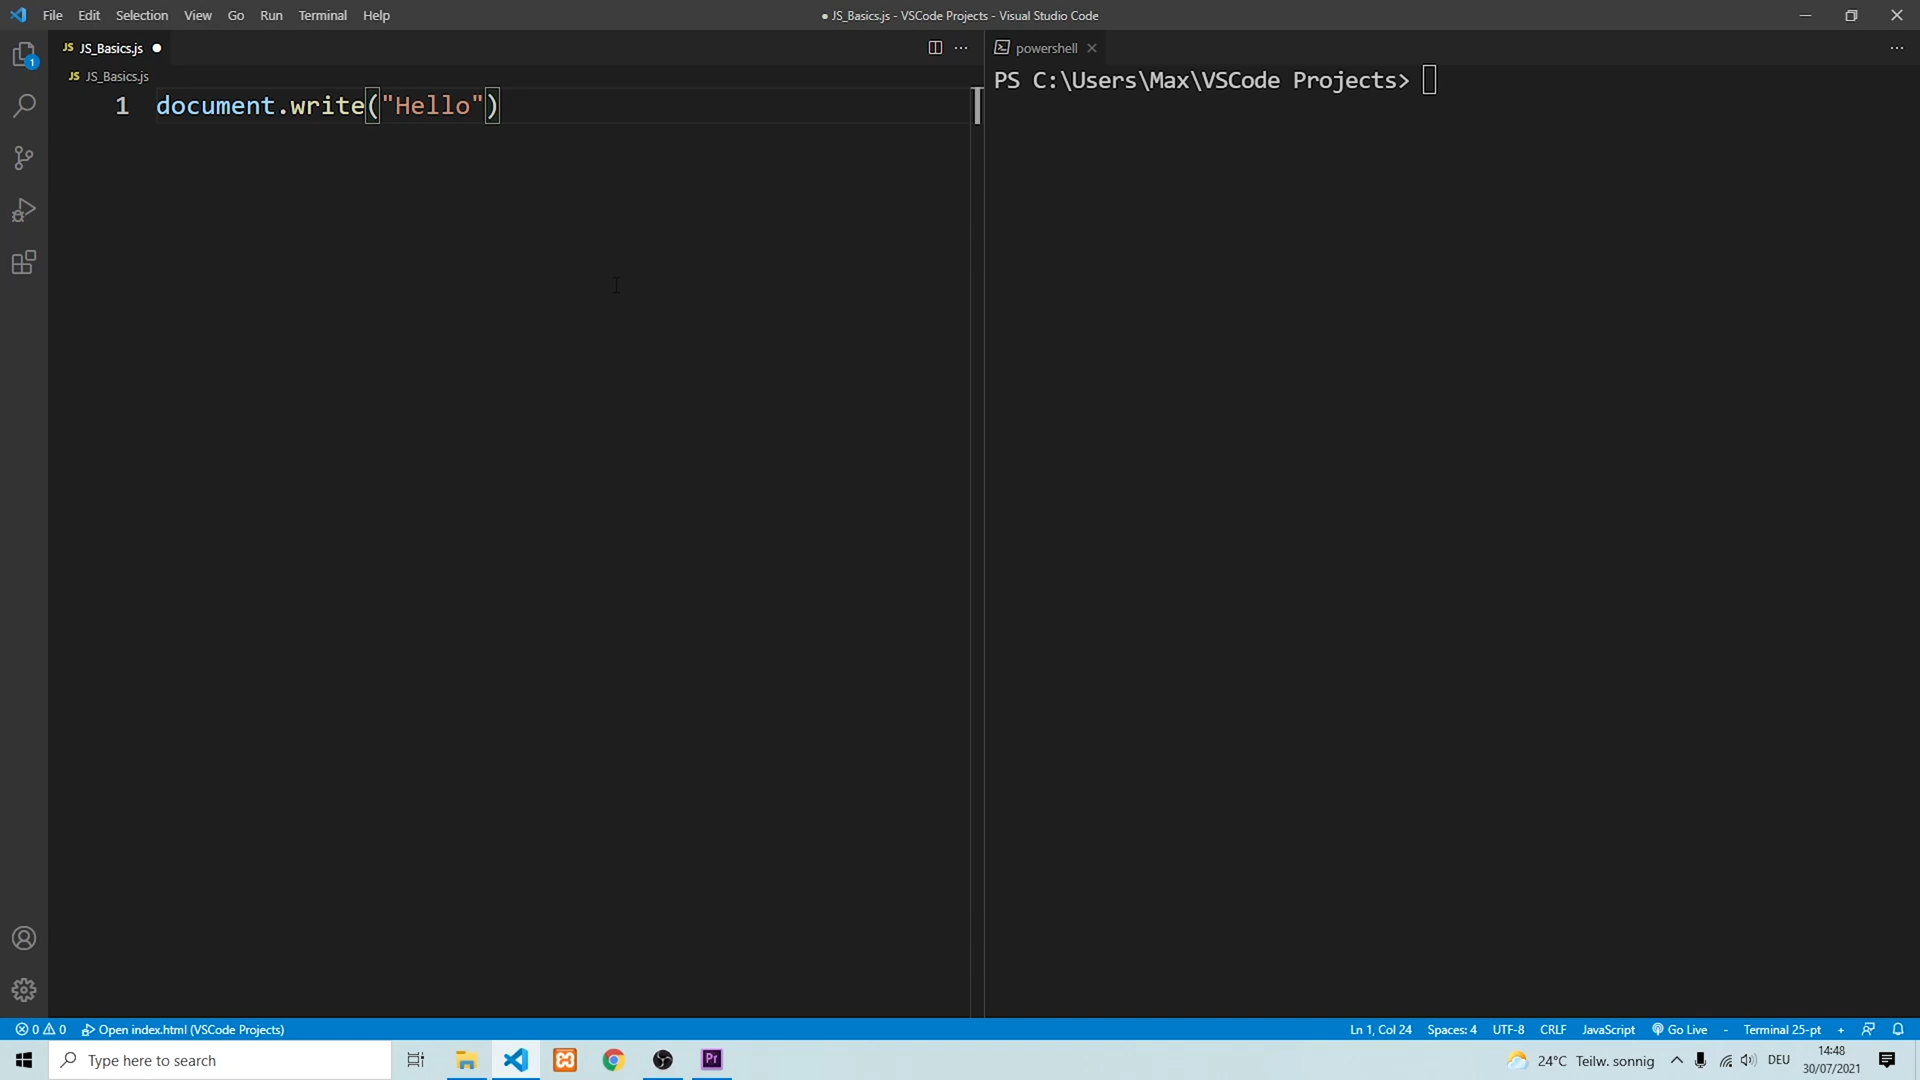 File Edit Selection View Go Run Terminal Help
● JS_Basics.js - VSCode Projects - Visual Studio Code
JS JS_Basics.js ●
powershell
JS JS_Basics.js
1 document.write("Hello")
PS C:\Users\Max\VSCode Projects>
1
0 0 Open index.html (VSCode Projects)
Ln 1, Col 24 Spaces: 4 UTF-8 CRLF JavaScript Go Live - Terminal 25-pt +
Type here to search
Pr
24°C Teilw. sonnig
DEU
14:48
30/07/2021